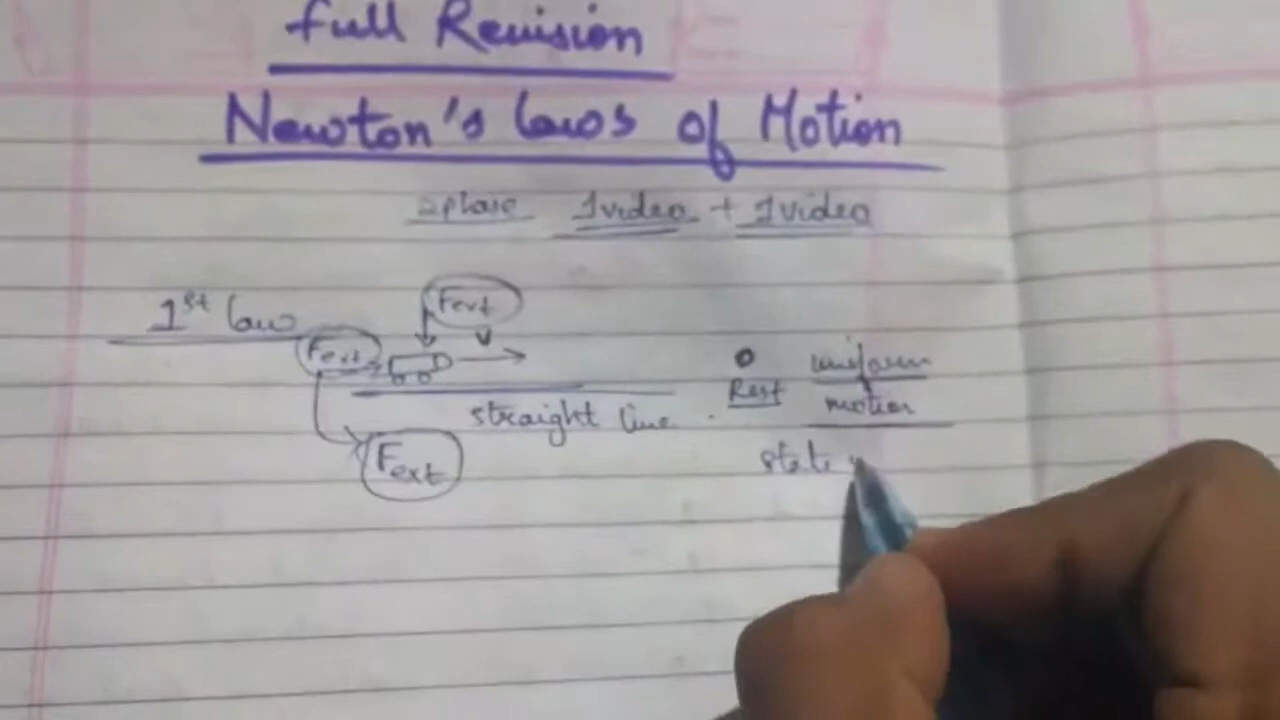 full Revision
Newton's laws of Motion
1 video + 1 video
1st law
Fext
Fext
v
straight line
Fext
Rest
uniform
motion
state